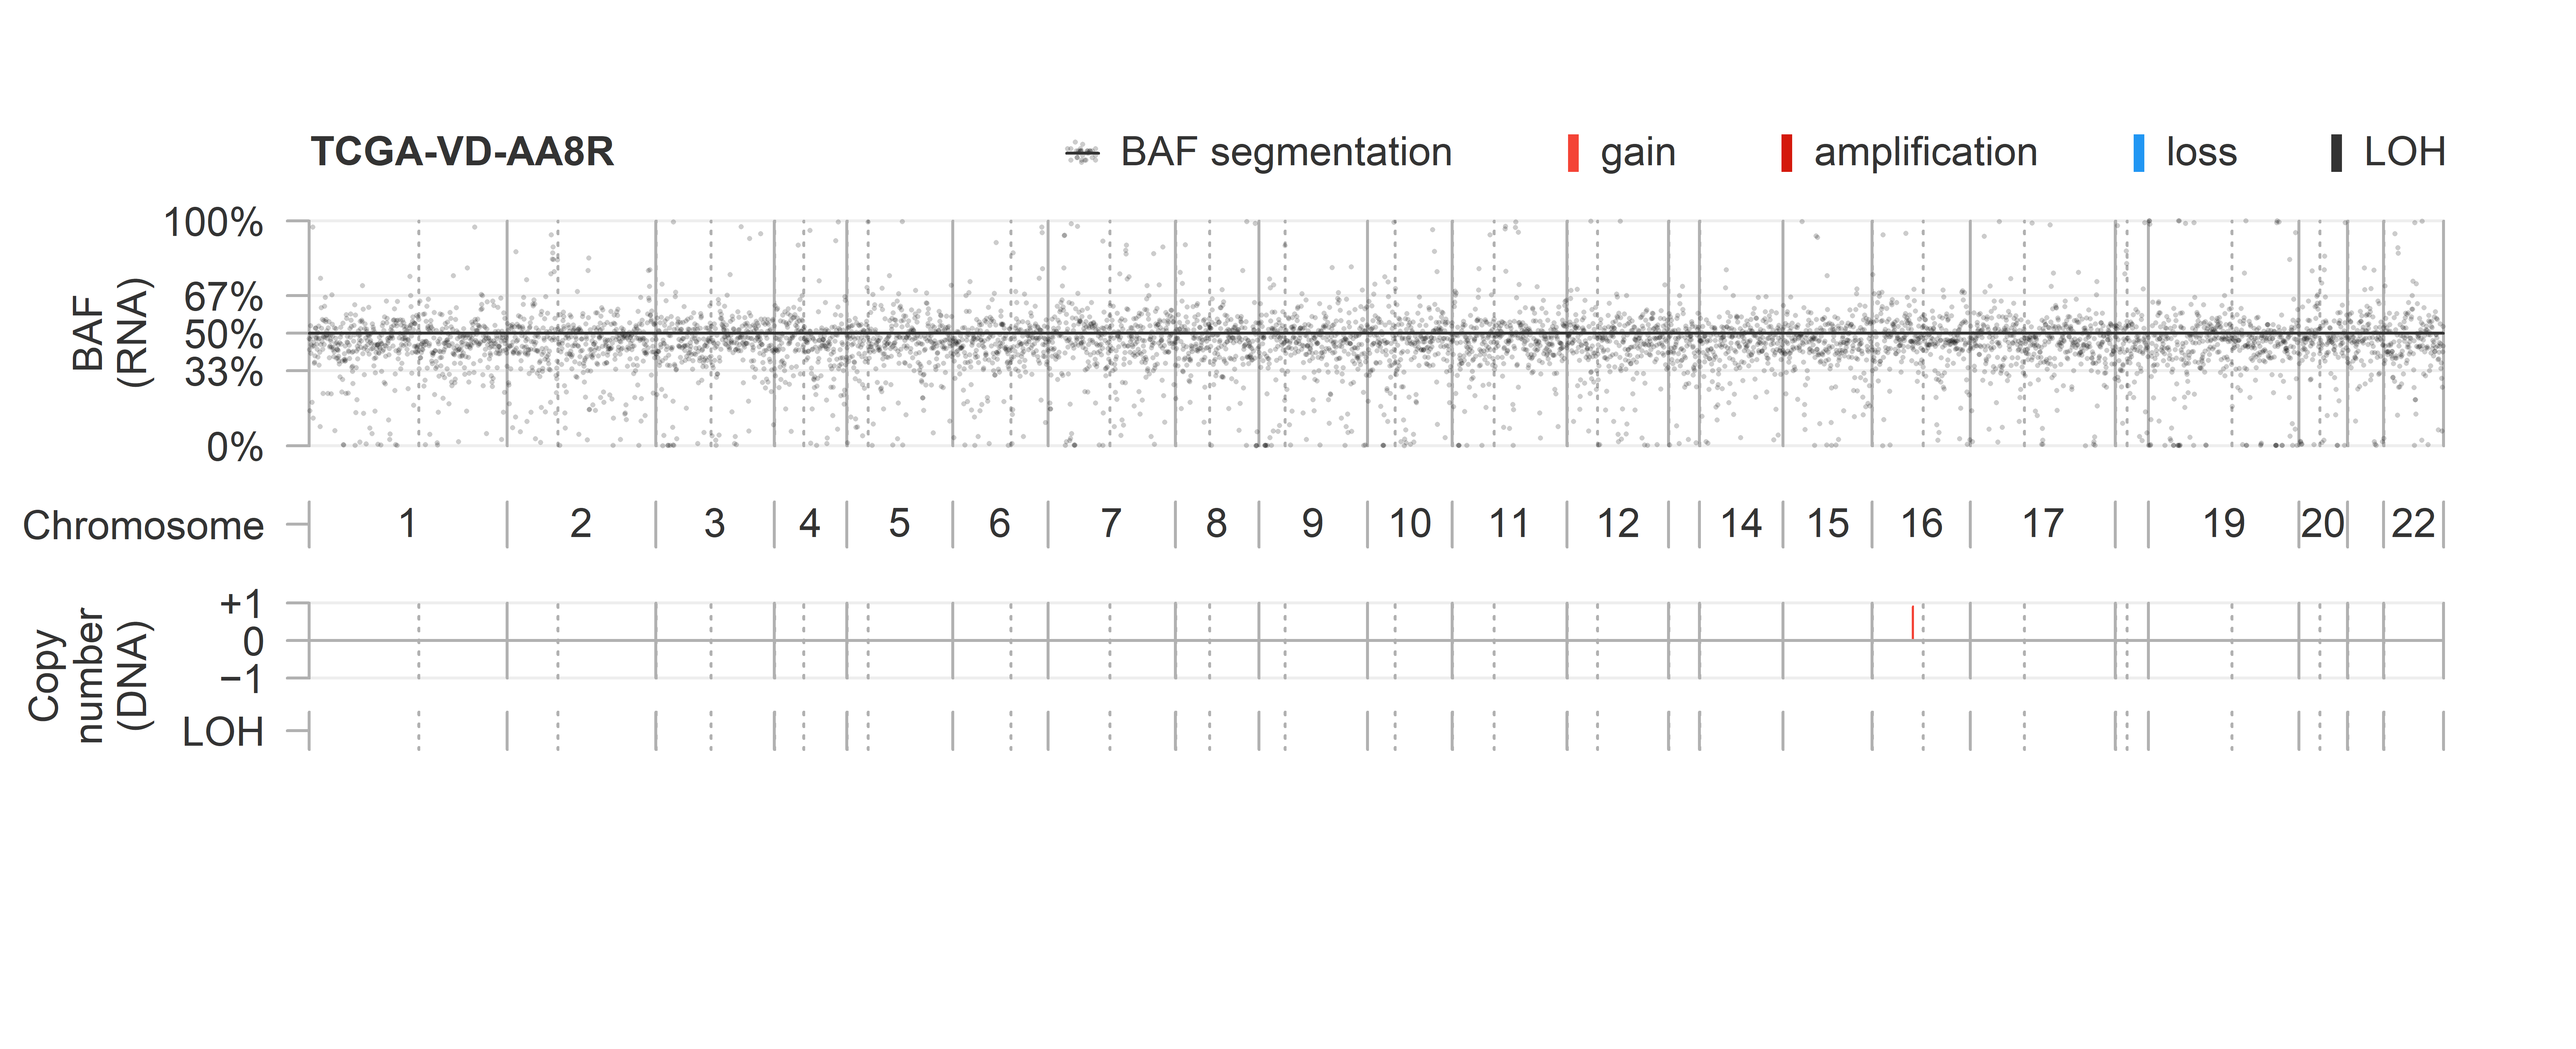 TCGA-VD-AA8R
BAF segmentation
gain
amplification
loss
LOH
BAF
(RNA)
100%
67%
50%
33%
0%
Chromosome
1 2 3 4 5 6 7 8 9 10 11 12 14 15 16 17 19 20 22
Copy
number
(DNA)
+1
0
−1
LOH